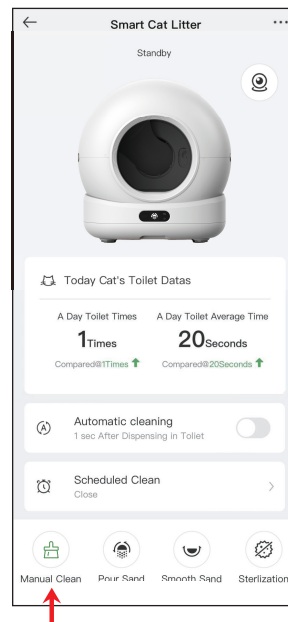 Smart Cat Litter
Standby
Today Cat's Toilet Datas
A Day Toilet Times A Day Toilet Average Time
1Times 20Seconds
Compared@1Times Compared@20Seconds
Automatic cleaning
1 sec After Dispensing in Toliet
Scheduled Clean
Close
Manual Clean Pour Sand Smooth Sand Sterlization